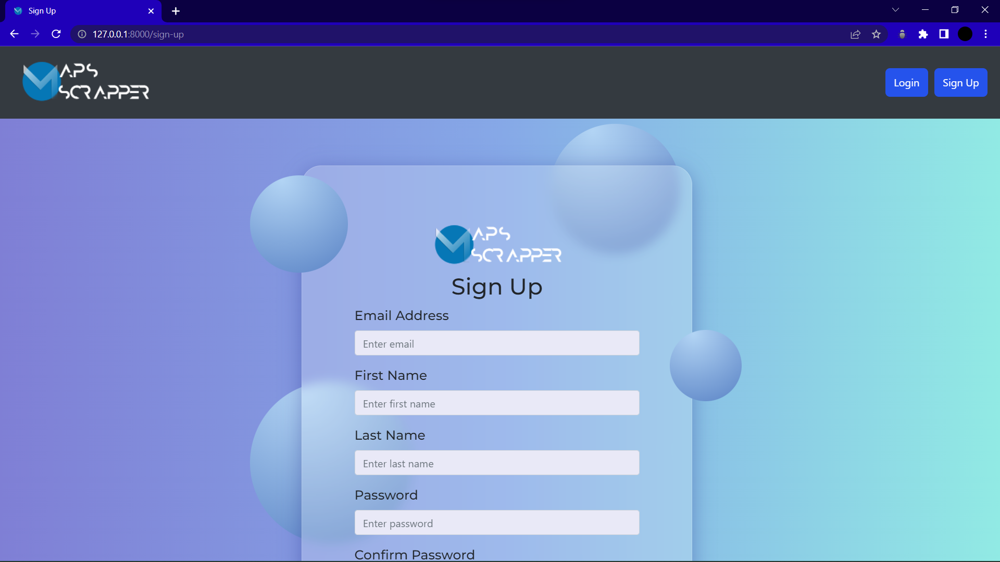 Sign Up
127.0.0.1:8000/sign-up
MAPS
SCRAPPER
Login
Sign Up
MAPS
SCRAPPER
Sign Up
Email Address
Enter email
First Name
Enter first name
Last Name
Enter last name
Password
Enter password
Confirm Password